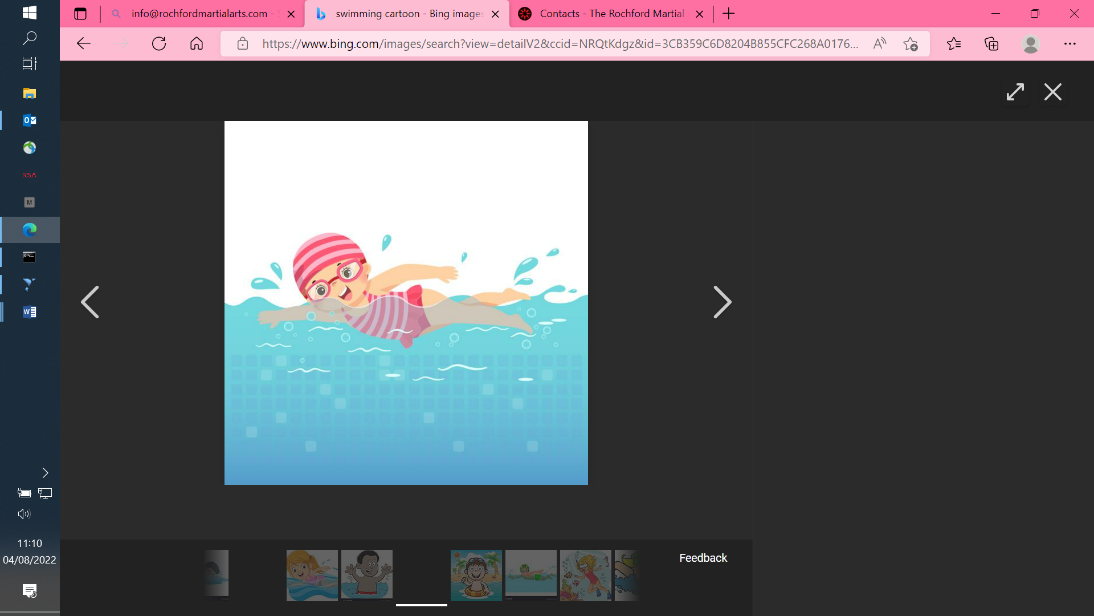 info@rochfordmartialarts.com -
swimming cartoon - Bing images
Contacts - The Rochford Martial
https://www.bing.com/images/search?view=detailV2&ccid=NRQtKdgz&id=3CB359C6D8204B855CFC268A0176...
Feedback
11:10
04/08/2022